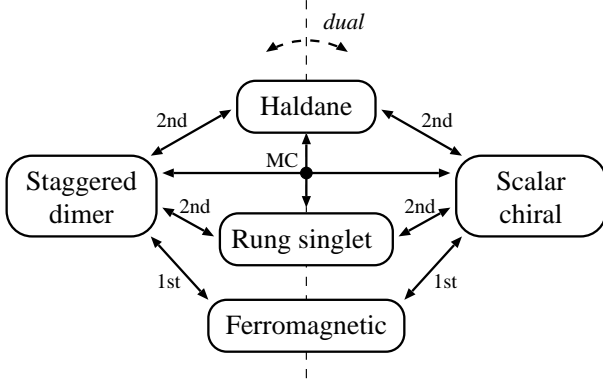 dual
Haldane
2nd
2nd
MC
Staggered
dimer
Scalar
chiral
2nd
2nd
Rung singlet
1st
1st
Ferromagnetic